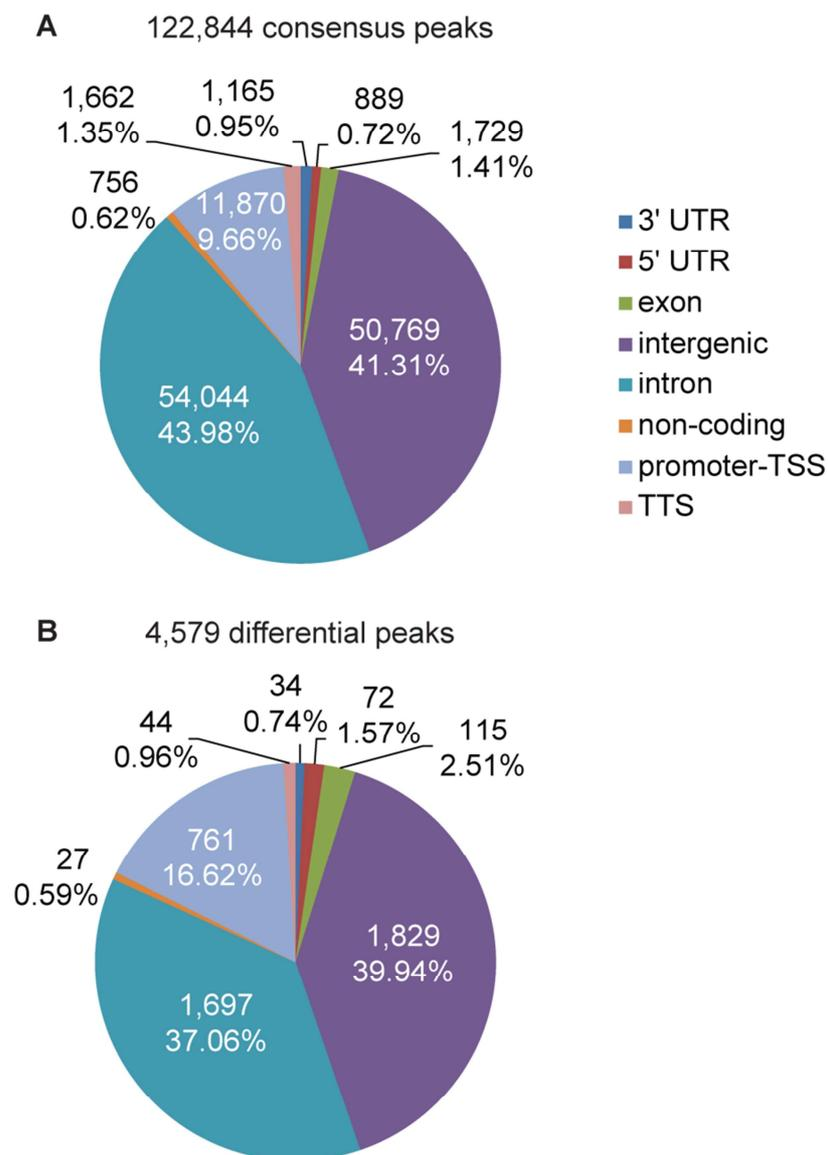 A
122,844 consensus peaks
1,662
1.35%
1,165
0.95%
889
0.72%
1,729
1.41%
756
0.62%
11,870
9.66%
50,769
41.31%
54,044
43.98%
3' UTR
5' UTR
exon
intergenic
intron
non-coding
promoter-TSS
TTS
B
4,579 differential peaks
34
0.74%
72
1.57%
44
0.96%
115
2.51%
761
16.62%
27
0.59%
1,829
39.94%
1,697
37.06%